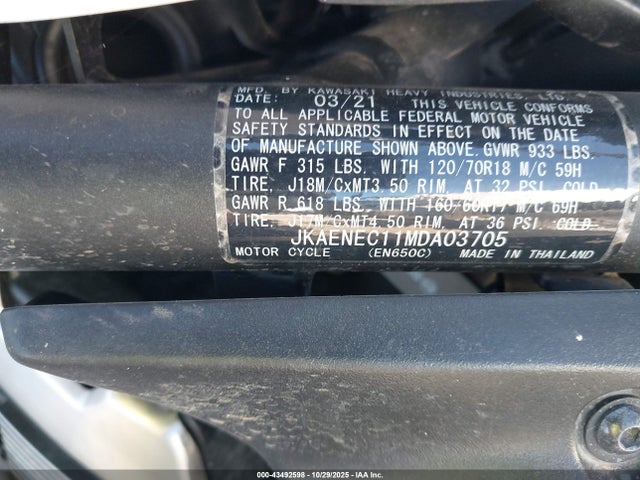 MFD. BY KAWASAKI HEAVY INDUSTRIES, LTD.
DATE: 03/21 THIS VEHICLE CONFORMS
TO ALL APPLICABLE FEDERAL MOTOR VEHICLE
SAFETY STANDARDS IN EFFECT ON THE DATE
OF MANUFACTURE SHOWN ABOVE. GVWR 933 LBS.
GAWR F 315 LBS. WITH 120/70R18 M/C 59H
TIRE, J18M/CxMT3.50 RIM, AT 32 PSI. COLD
GAWR R 618 LBS. WITH 160/60R17 M/C 69H
TIRE, J17M/CxMT4.50 RIM, AT 36 PSI. COLD
JKAENEC11MDA03705
MOTOR CYCLE (EN650C) MADE IN THAILAND
000-43492598 - 10/29/2025 - IAAI Copyright